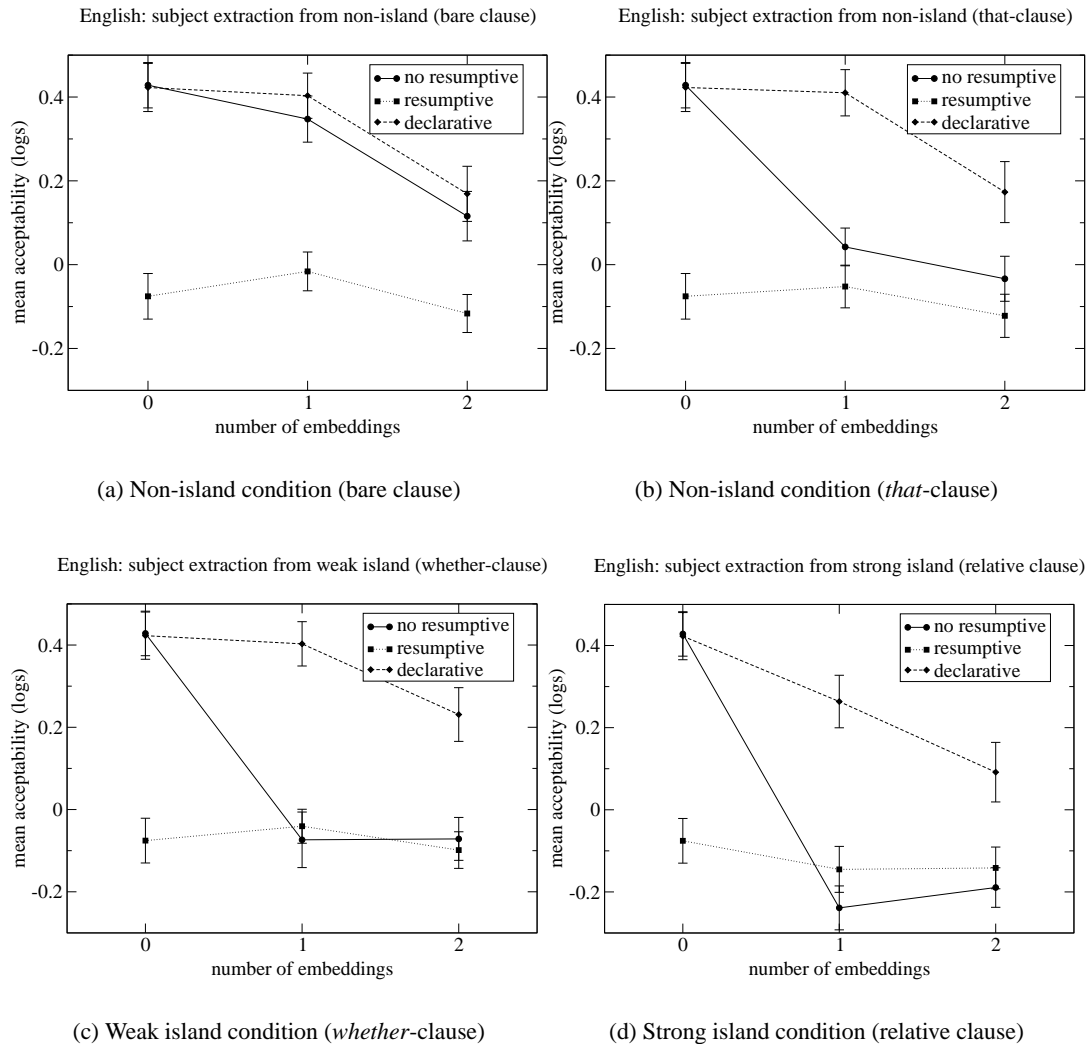 English: subject extraction from non-island (bare clause)
0.4
0.2
0
-0.2
mean acceptability (logs)
no resumptive
resumptive
declarative
0 1 2
number of embeddings
(a) Non-island condition (bare clause)
English: subject extraction from non-island (that-clause)
0.4
0.2
0
-0.2
mean acceptability (logs)
no resumptive
resumptive
declarative
0 1 2
number of embeddings
(b) Non-island condition (that-clause)
English: subject extraction from weak island (whether-clause)
0.4
0.2
0
-0.2
mean acceptability (logs)
no resumptive
resumptive
declarative
0 1 2
number of embeddings
(c) Weak island condition (whether-clause)
English: subject extraction from strong island (relative clause)
0.4
0.2
0
-0.2
mean acceptability (logs)
no resumptive
resumptive
declarative
0 1 2
number of embeddings
(d) Strong island condition (relative clause)